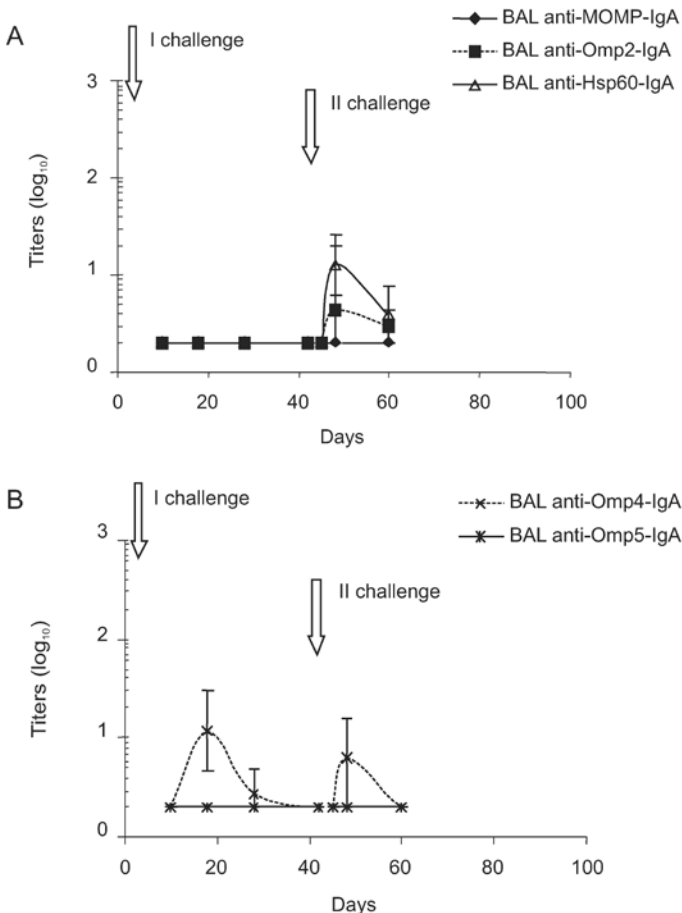 A
I challenge
BAL anti-MOMP-IgA
BAL anti-Omp2-IgA
BAL anti-Hsp60-IgA
II challenge
3
2
1
0
Titers (log₁₀)
0 20 40 60 80 100
Days
B
I challenge
BAL anti-Omp4-IgA
BAL anti-Omp5-IgA
II challenge
3
2
1
0
Titers (log₁₀)
0 20 40 60 80 100
Days